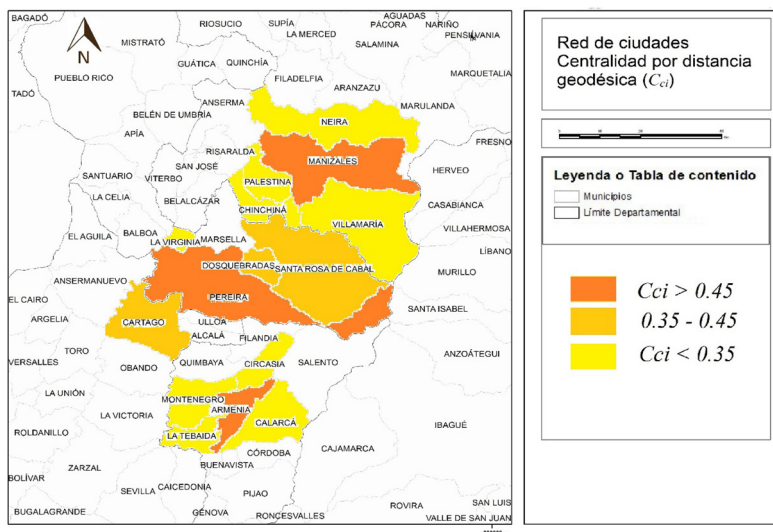 BAGADÓ
RIOSUCIO
SUPÍA
AGUADAS
PÁCORA
NARIÑO
LA MERCED
PENSILVANIA
MISTRATÓ
SALAMINA
N
GUÁTICA
QUINCHÍA
PUEBLO RICO
FILADELFIA
MARQUETALIA
TADÓ
ARANZAZU
ANSERMA
MARULANDA
BELÉN DE UMBRÍA
NEIRA
APÍA
FRESNO
RISARALDA
MANIZALES
SAN JOSÉ
SANTUARIO
VITERBO
PALESTINA
HERVEO
LA CELIA
BELALCÁZAR
CHINCHINÁ
CASABIANCA
VILLAMARÍA
BALBOA
EL AGUILA
LA VIRGINIA
MARSELLA
VILLAHERMOSA
LÍBANO
DOSQUEBRADAS
SANTA ROSA DE CABAL
MURILLO
ANSERMANUEVO
PEREIRA
EL CAIRO
SANTA ISABEL
ARGELIA
CARTAGO
ULLOA
ALCALÁ
FILANDIA
TORO
ANZOÁTEGUI
VERSALLES
OBANDO
QUIMBAYA
CIRCASIA
SALENTO
LA UNIÓN
MONTENEGRO
LA VICTORIA
ARMENIA
CALARCÁ
IBAGUÉ
ROLDANILLO
LA TEBAIDA
CAJAMARCA
CÓRDOBA
BUENAVISTA
ZARZAL
BOLÍVAR
CAICEDONIA
SEVILLA
PIJAO
SAN LUIS
ROVIRA
BUGALAGRANDE
GÉNOVA
RONCESVALLES
VALLE DE SAN JUAN
Red de ciudades
Centralidad por distancia
geodésica (Cci)
Leyenda o Tabla de contenido
Municipios
Límite Departamental
Cci > 0.45
0.35 - 0.45
Cci < 0.35